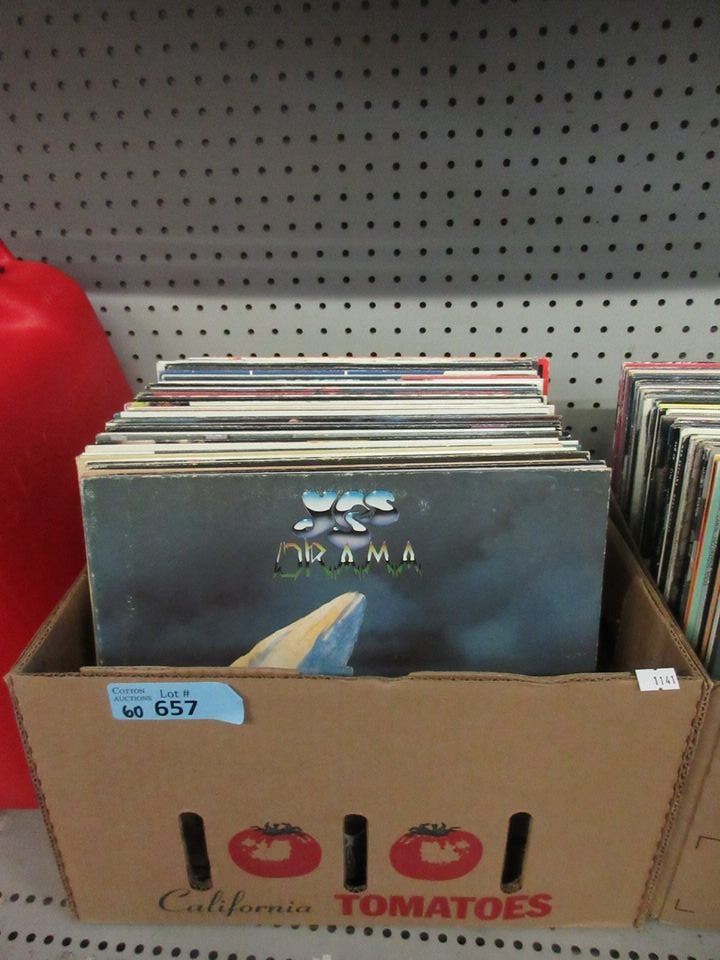 YES
DRAMA
COTTON
AUCTIONS
Lot #
60 657
1141
California TOMATOES